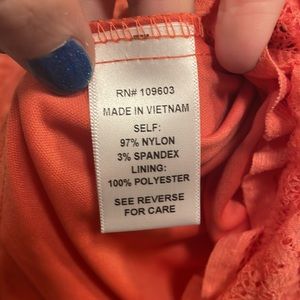 RN# 109603
MADE IN VIETNAM
SELF:
97% NYLON
3% SPANDEX
LINING:
100% POLYESTER
SEE REVERSE
FOR CARE